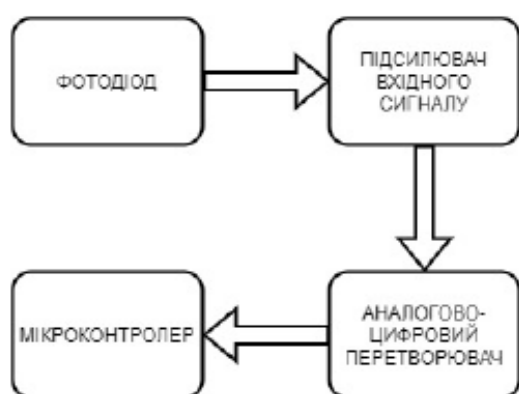 ФОТОДІОД
ПІДСИЛЮВАЧ
ВХІДНОГО
СИГНАЛУ
АНАЛОГОВО-
ЦИФРОВИЙ
ПЕРЕТВОРЮВАЧ
МІКРОКОНТРОЛЕР